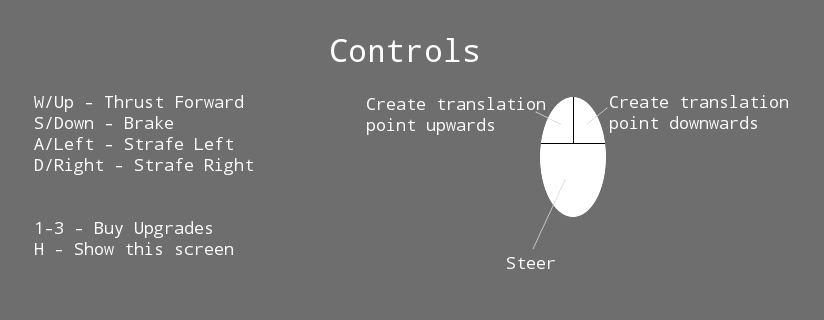 Controls
W/Up - Thrust Forward
S/Down - Brake
A/Left - Strafe Left
D/Right - Strafe Right
1-3 - Buy Upgrades
H - Show this screen
Create translation
point upwards
Create translation
point downwards
Steer